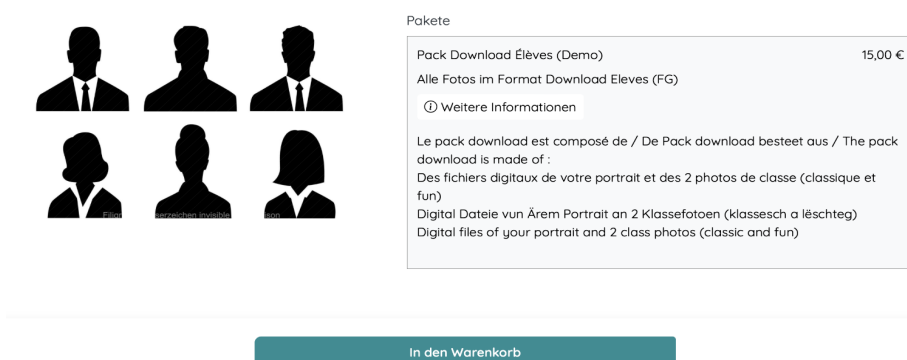 Pakete
Pack Download Élèves (Demo) 15,00 €
Alle Fotos im Format Download Eleves (FG)
Weitere Informationen
Le pack download est composé de / De Pack download besteet aus / The pack
download is made of :
Des fichiers digitaux de votre portrait et des 2 photos de classe (classique et
fun)
Digital Dateie vun Ärem Portrait an 2 Klassefotoen (klassesch a lëschteg)
Digital files of your portrait and 2 class photos (classic and fun)
serzeichen invisible
In den Warenkorb